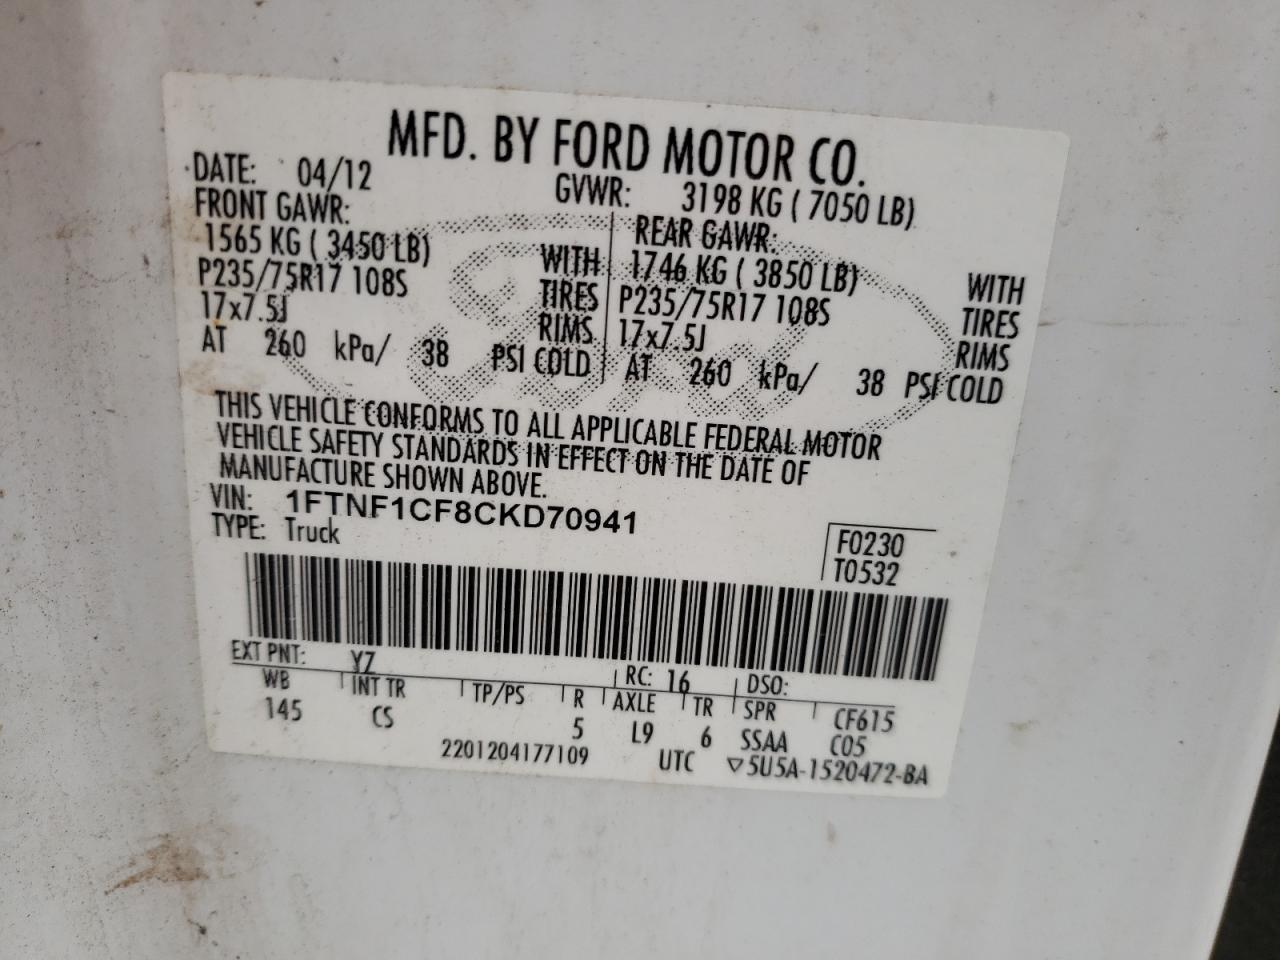 MFD. BY FORD MOTOR CO.
DATE: 04/12 GVWR: 3198 KG ( 7050 LB)
FRONT GAWR: REAR GAWR:
1565 KG ( 3450 LB) WITH 1746 KG ( 3850 LB) WITH
P235/75R17 108S TIRES P235/75R17 108S TIRES
17x7.5J RIMS 17x7.5J RIMS
AT 260 kPa/ 38 PSI COLD AT 260 kPa/ 38 PSI COLD
THIS VEHICLE CONFORMS TO ALL APPLICABLE FEDERAL MOTOR
VEHICLE SAFETY STANDARDS IN EFFECT ON THE DATE OF
MANUFACTURE SHOWN ABOVE.
VIN: 1FTNF1CF8CKD70941
TYPE: Truck
F0230
T0532
EXT PNT: YZ RC: 16 DSO:
WB INT TR TP/PS R AXLE TR SPR CF615
145 CS 5 L9 6 SSAA C05
2201204177109 UTC ▽5U5A-1520472-BA